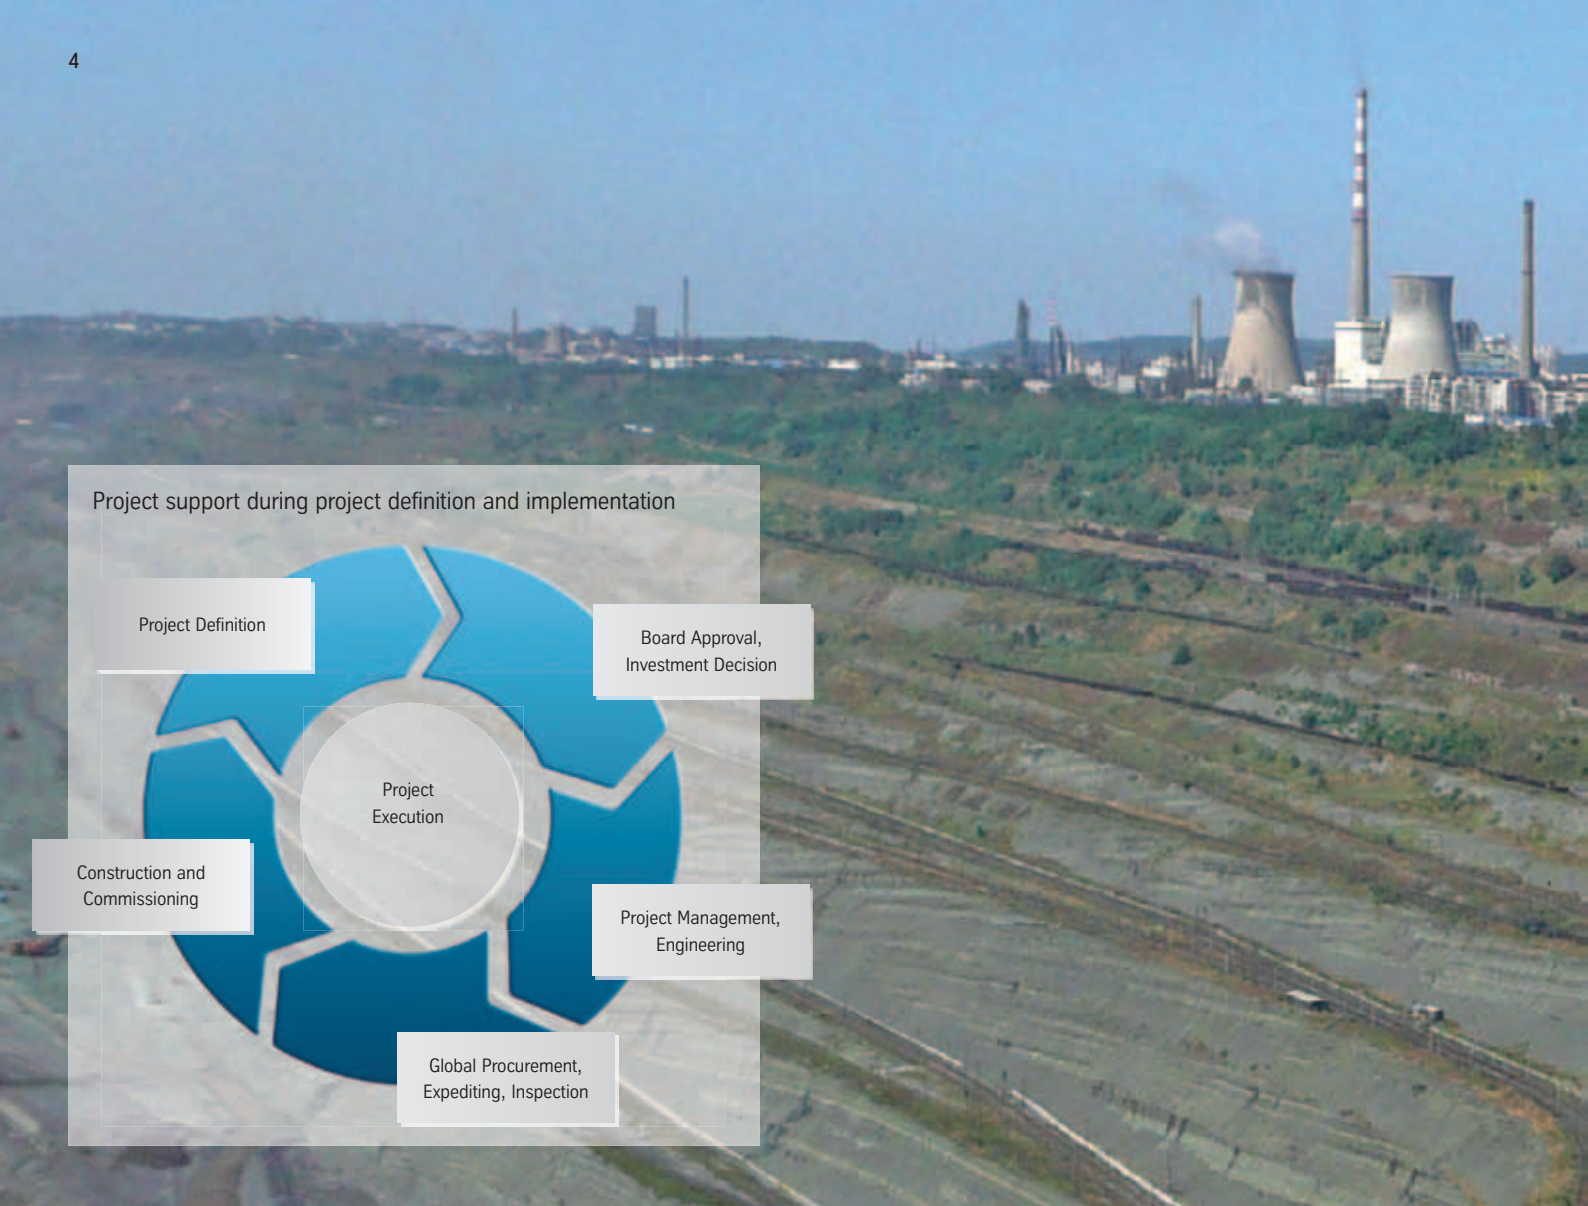 4
Project support during project definition and implementation
Project Definition
Board Approval,
Investment Decision
Project
Execution
Construction and
Commissioning
Project Management,
Engineering
Global Procurement,
Expediting, Inspection